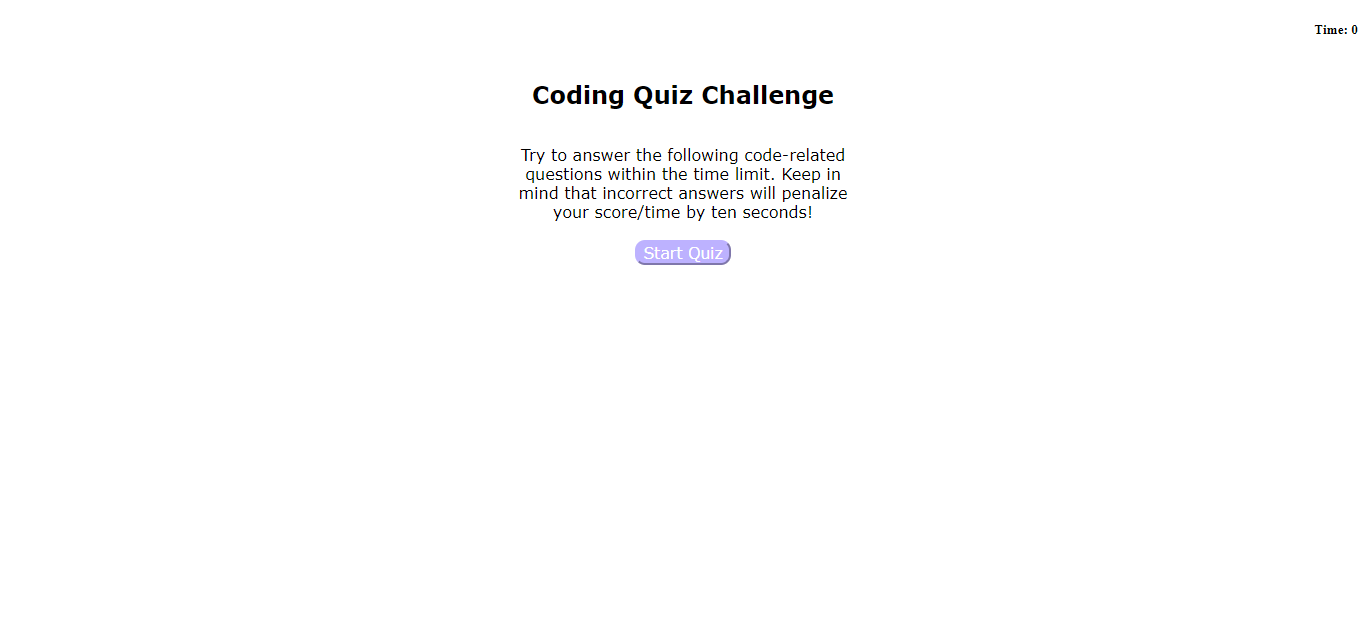 Time: 0
Coding Quiz Challenge
Try to answer the following code-related
questions within the time limit. Keep in
mind that incorrect answers will penalize
your score/time by ten seconds!
Start Quiz